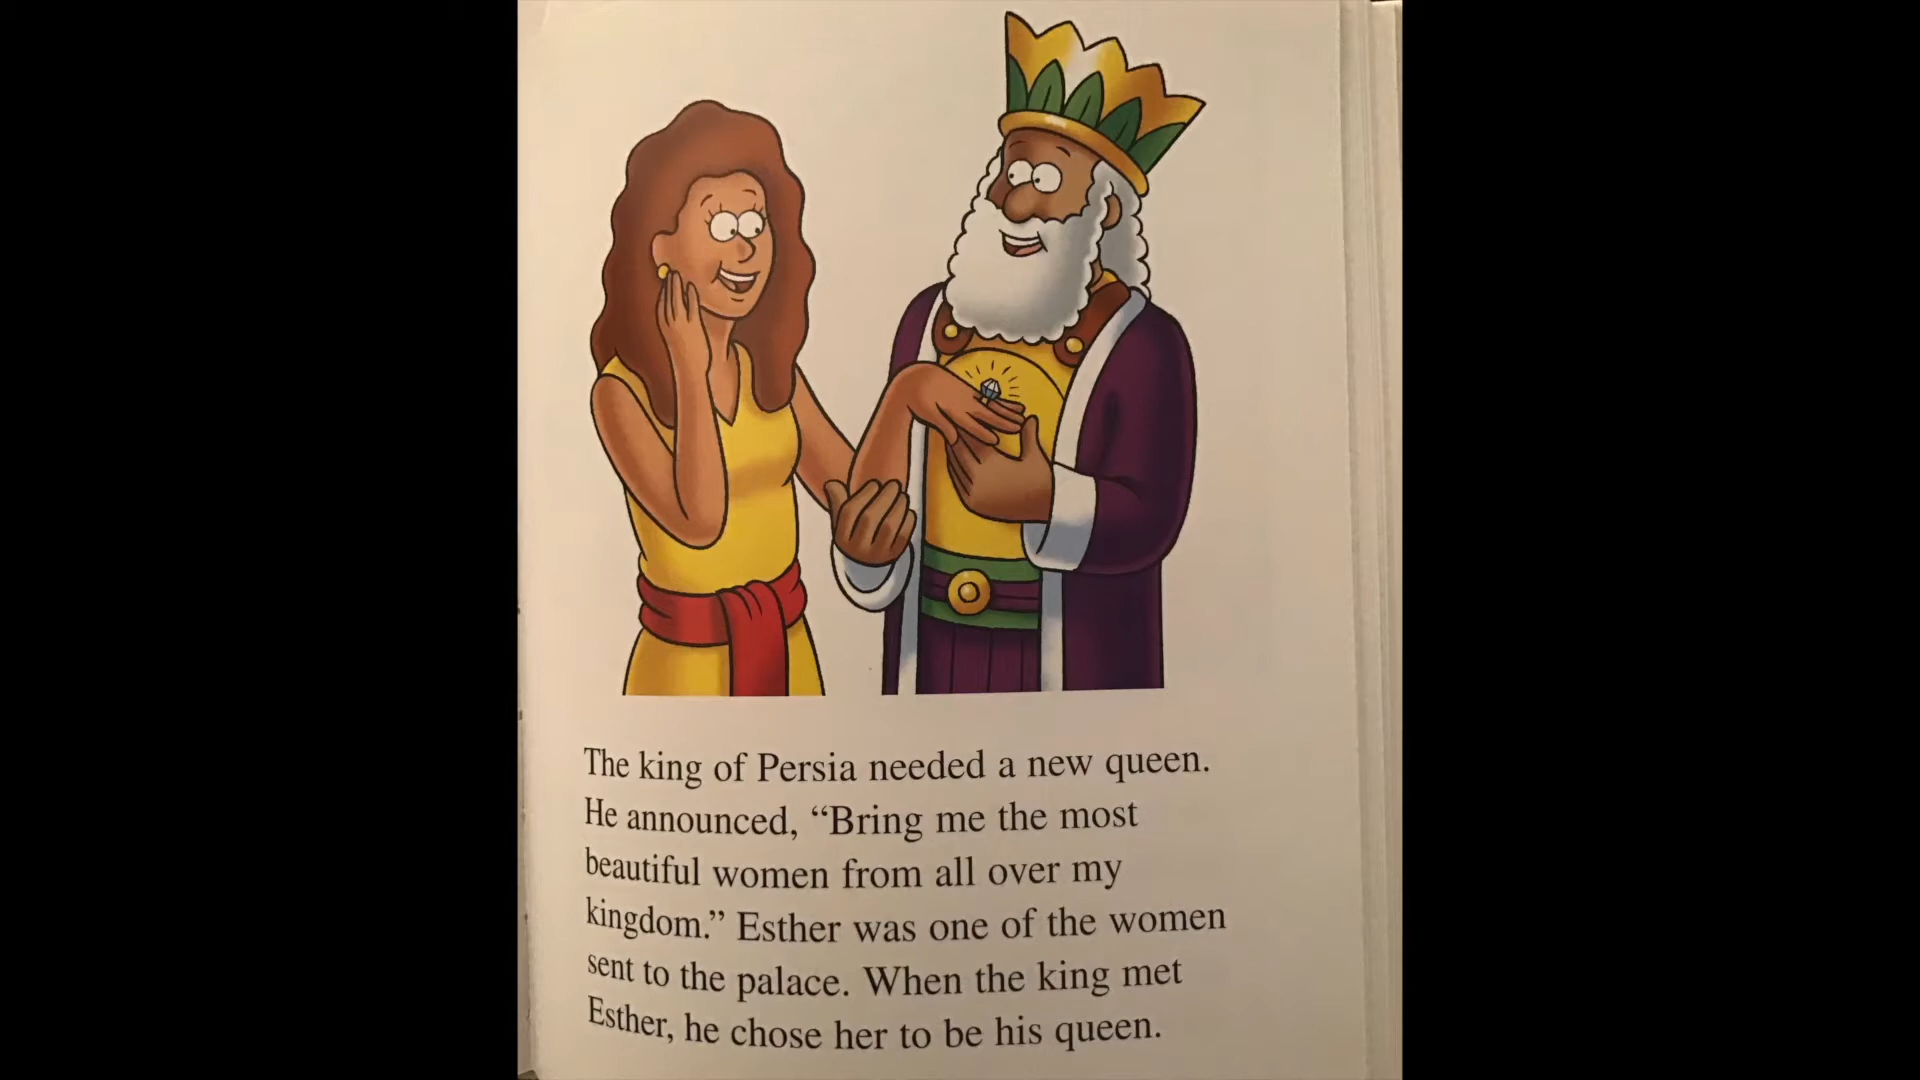 The king of Persia needed a new queen.
He announced, “Bring me the most
beautiful women from all over my
kingdom.” Esther was one of the women
sent to the palace. When the king met
Esther, he chose her to be his queen.